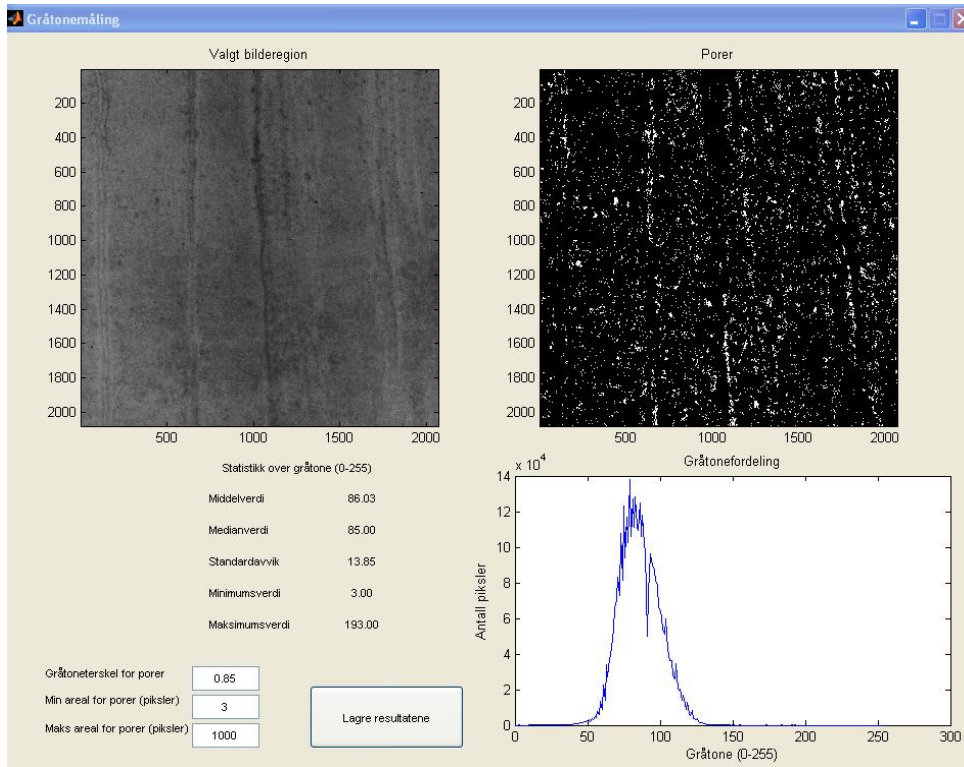 Gråtonemåling
Valgt bilderegion
200
400
600
800
1000
1200
1400
1600
1800
2000
500 1000 1500 2000
Porer
200
400
600
800
1000
1200
1400
1600
1800
2000
500 1000 1500 2000
Statistikk over gråtone (0-255)
Middelverdi 86.03
Medianverdi 85.00
Standardavvik 13.85
Minimumsverdi 3.00
Maksimumsverdi 193.00
Gråtoneterskel for porer 0.85
Min areal for porer (piksler) 3
Maks areal for porer (piksler) 1000
Lagre resultatene
Gråtonefordeling
x 10^4
14
12
10
8
6
4
2
0
Antall piksler
0 50 100 150 200 250 300
Gråtone (0-255)